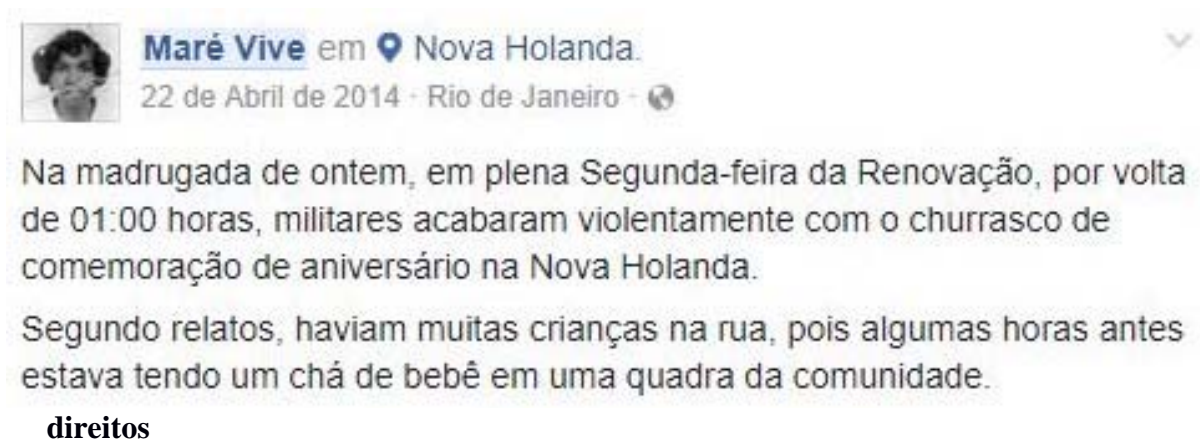 Maré Vive em Nova Holanda.
22 de Abril de 2014 · Rio de Janeiro ·
Na madrugada de ontem, em plena Segunda-feira da Renovação, por volta
de 01:00 horas, militares acabaram violentamente com o churrasco de
comemoração de aniversário na Nova Holanda.
Segundo relatos, haviam muitas crianças na rua, pois algumas horas antes
estava tendo um chá de bebê em uma quadra da comunidade.
direitos